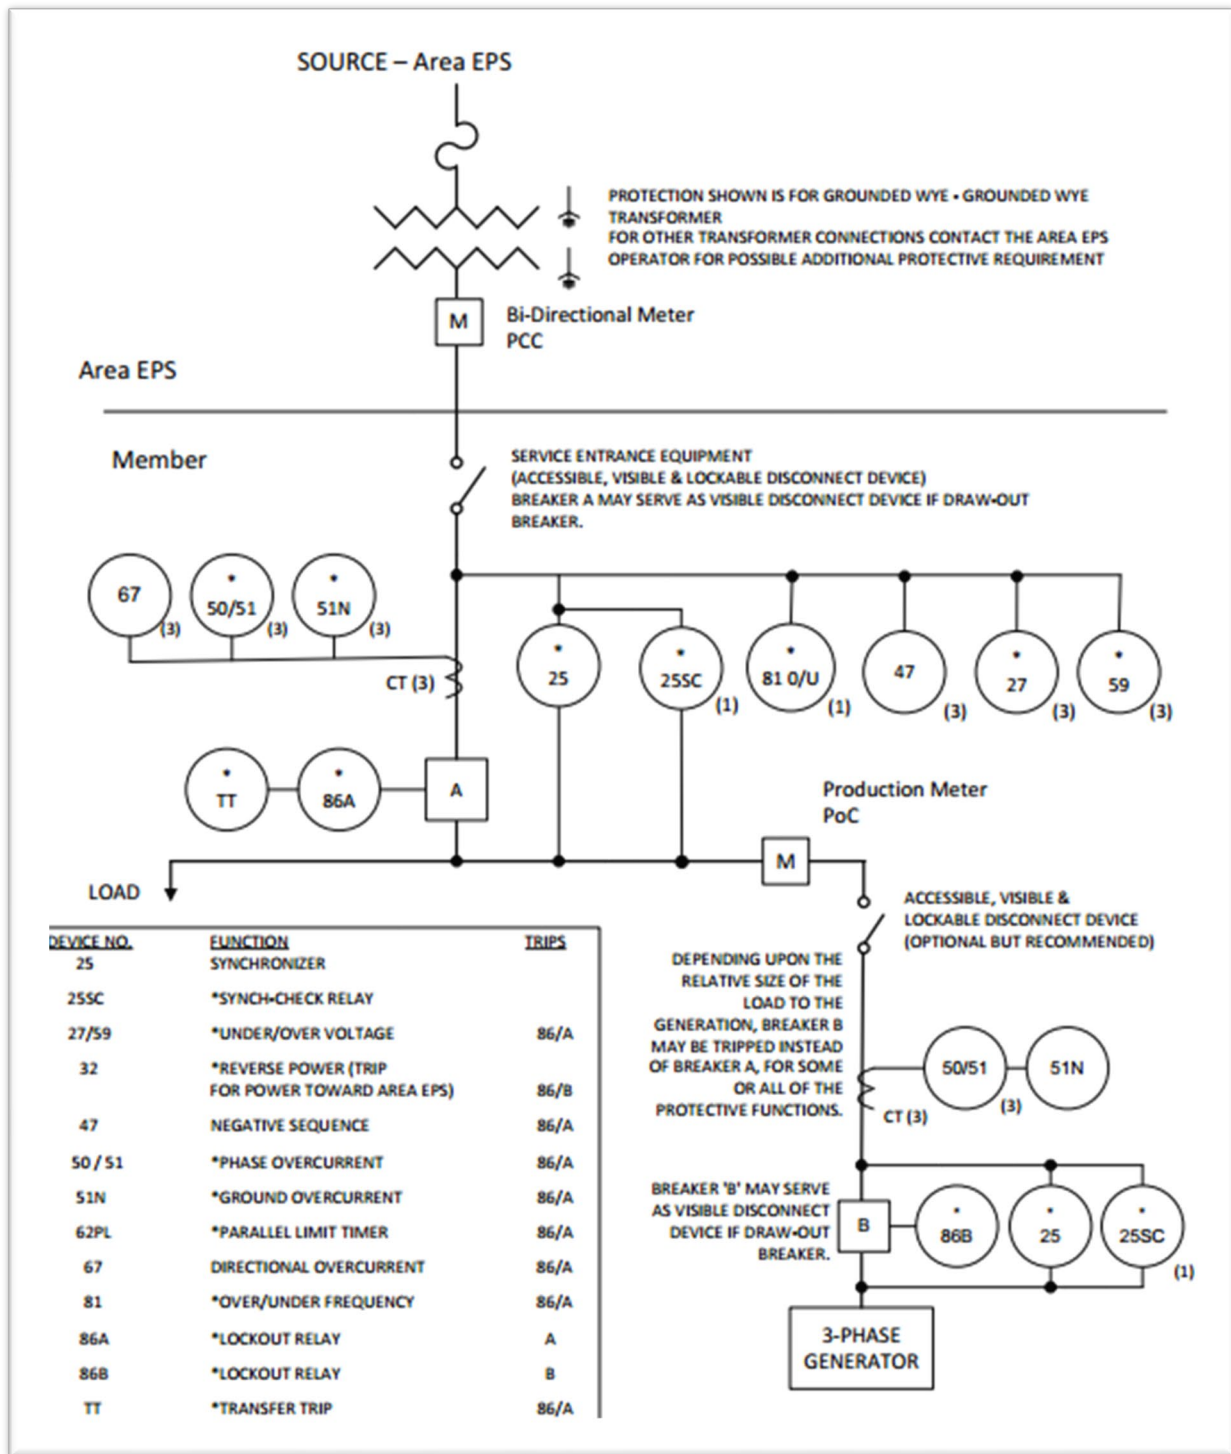 SOURCE – Area EPS
PROTECTION SHOWN IS FOR GROUNDED WYE - GROUNDED WYE
TRANSFORMER
FOR OTHER TRANSFORMER CONNECTIONS CONTACT THE AREA EPS
OPERATOR FOR POSSIBLE ADDITIONAL PROTECTIVE REQUIREMENT
M
Bi-Directional Meter
PCC
Area EPS
Member
SERVICE ENTRANCE EQUIPMENT
(ACCESSIBLE, VISIBLE & LOCKABLE DISCONNECT DEVICE)
BREAKER A MAY SERVE AS VISIBLE DISCONNECT DEVICE IF DRAW-OUT
BREAKER.
67
(3)
*
50/51
(3)
*
51N
(3)
CT (3)
*
25
*
25SC
(1)
*
81 O/U
(1)
47
(3)
*
27
(3)
*
59
(3)
*
TT
*
86A
A
Production Meter
PoC
M
LOAD
ACCESSIBLE, VISIBLE &
LOCKABLE DISCONNECT DEVICE
(OPTIONAL BUT RECOMMENDED)
DEPENDING UPON THE
RELATIVE SIZE OF THE
LOAD TO THE
GENERATION, BREAKER B
MAY BE TRIPPED INSTEAD
OF BREAKER A, FOR SOME
OR ALL OF THE
PROTECTIVE FUNCTIONS.
50/51
(3)
51N
CT (3)
BREAKER 'B' MAY SERVE
AS VISIBLE DISCONNECT
DEVICE IF DRAW-OUT
BREAKER.
B
*
86B
*
25
*
25SC
(1)
3-PHASE
GENERATOR
DEVICE NO. FUNCTION TRIPS
25 SYNCHRONIZER
25SC *SYNCH-CHECK RELAY
27/59 *UNDER/OVER VOLTAGE 86/A
32 *REVERSE POWER (TRIP
FOR POWER TOWARD AREA EPS) 86/B
47 NEGATIVE SEQUENCE 86/A
50 / 51 *PHASE OVERCURRENT 86/A
51N *GROUND OVERCURRENT 86/A
62PL *PARALLEL LIMIT TIMER 86/A
67 DIRECTIONAL OVERCURRENT 86/A
81 *OVER/UNDER FREQUENCY 86/A
86A *LOCKOUT RELAY A
86B *LOCKOUT RELAY B
TT *TRANSFER TRIP 86/A